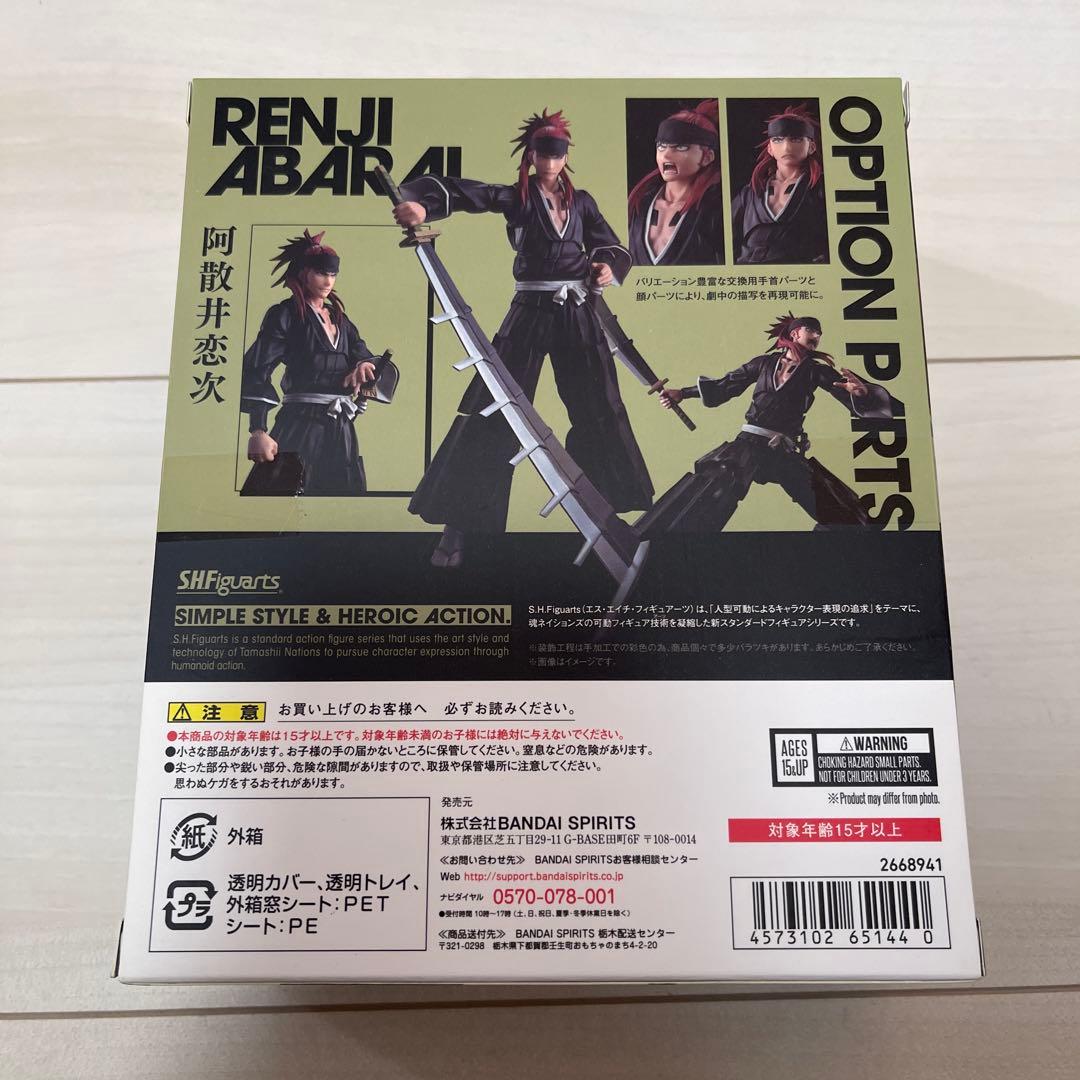 RENJI
ABARAI
阿散井恋次
OPTION PARTS
バリエーション豊富な交換用手首パーツと
顔パーツにより、劇中の描写を再現可能に。
S.H.Figuarts
SIMPLE STYLE & HEROIC ACTION.
S.H.Figuarts is a standard action figure series that uses the art style and
technology of Tamashii Nations to pursue character expression through
humanoid action.
S.H.Figuarts(エス・エイチ・フィギュアーツ)は、「人型可動によるキャラクター表現の追求」をテーマに、
魂ネイションズの可動フィギュア技術を凝縮した新スタンダードフィギュアシリーズです。
※装飾工程は手加工での彩色の為、商品個々で多少バラツキがあります。あらかじめご了承ください。
※画像はイメージです。
注意 お買い上げのお客様へ 必ずお読みください。
●本商品の対象年齢は15才以上です。対象年齢未満のお子様には絶対に与えないでください。
●小さな部品があります。お子様の手の届かないところに保管してください。窒息などの危険があります。
●尖った部分や鋭い部分、危険な隙間がありますので、取扱や保管場所に注意してください。
思わぬケガをするおそれがあります。
AGES
15&UP
WARNING
CHOKING HAZARD SMALL PARTS.
NOT FOR CHILDREN UNDER 3 YEARS.
※Product may differ from photo.
対象年齢15才以上
紙 外箱
プラ
透明カバー、透明トレイ、
外箱窓シート:PET
シート:PE
発売元
株式会社BANDAI SPIRITS
東京都港区芝五丁目29-11 G-BASE田町6F 〒108-0014
≪お問い合わせ先≫ BANDAI SPIRITSお客様相談センター
Web http://support.bandaispirits.co.jp
ナビダイヤル 0570-078-001
●受付時間 10時〜17時(土、日、祝日、夏季・冬季休業日を除く)
≪商品送付先≫ BANDAI SPIRITS 栃木配送センター
〒321-0298 栃木県下都賀郡壬生町おもちゃのまち4-2-20
2668941
4573102 65144 0